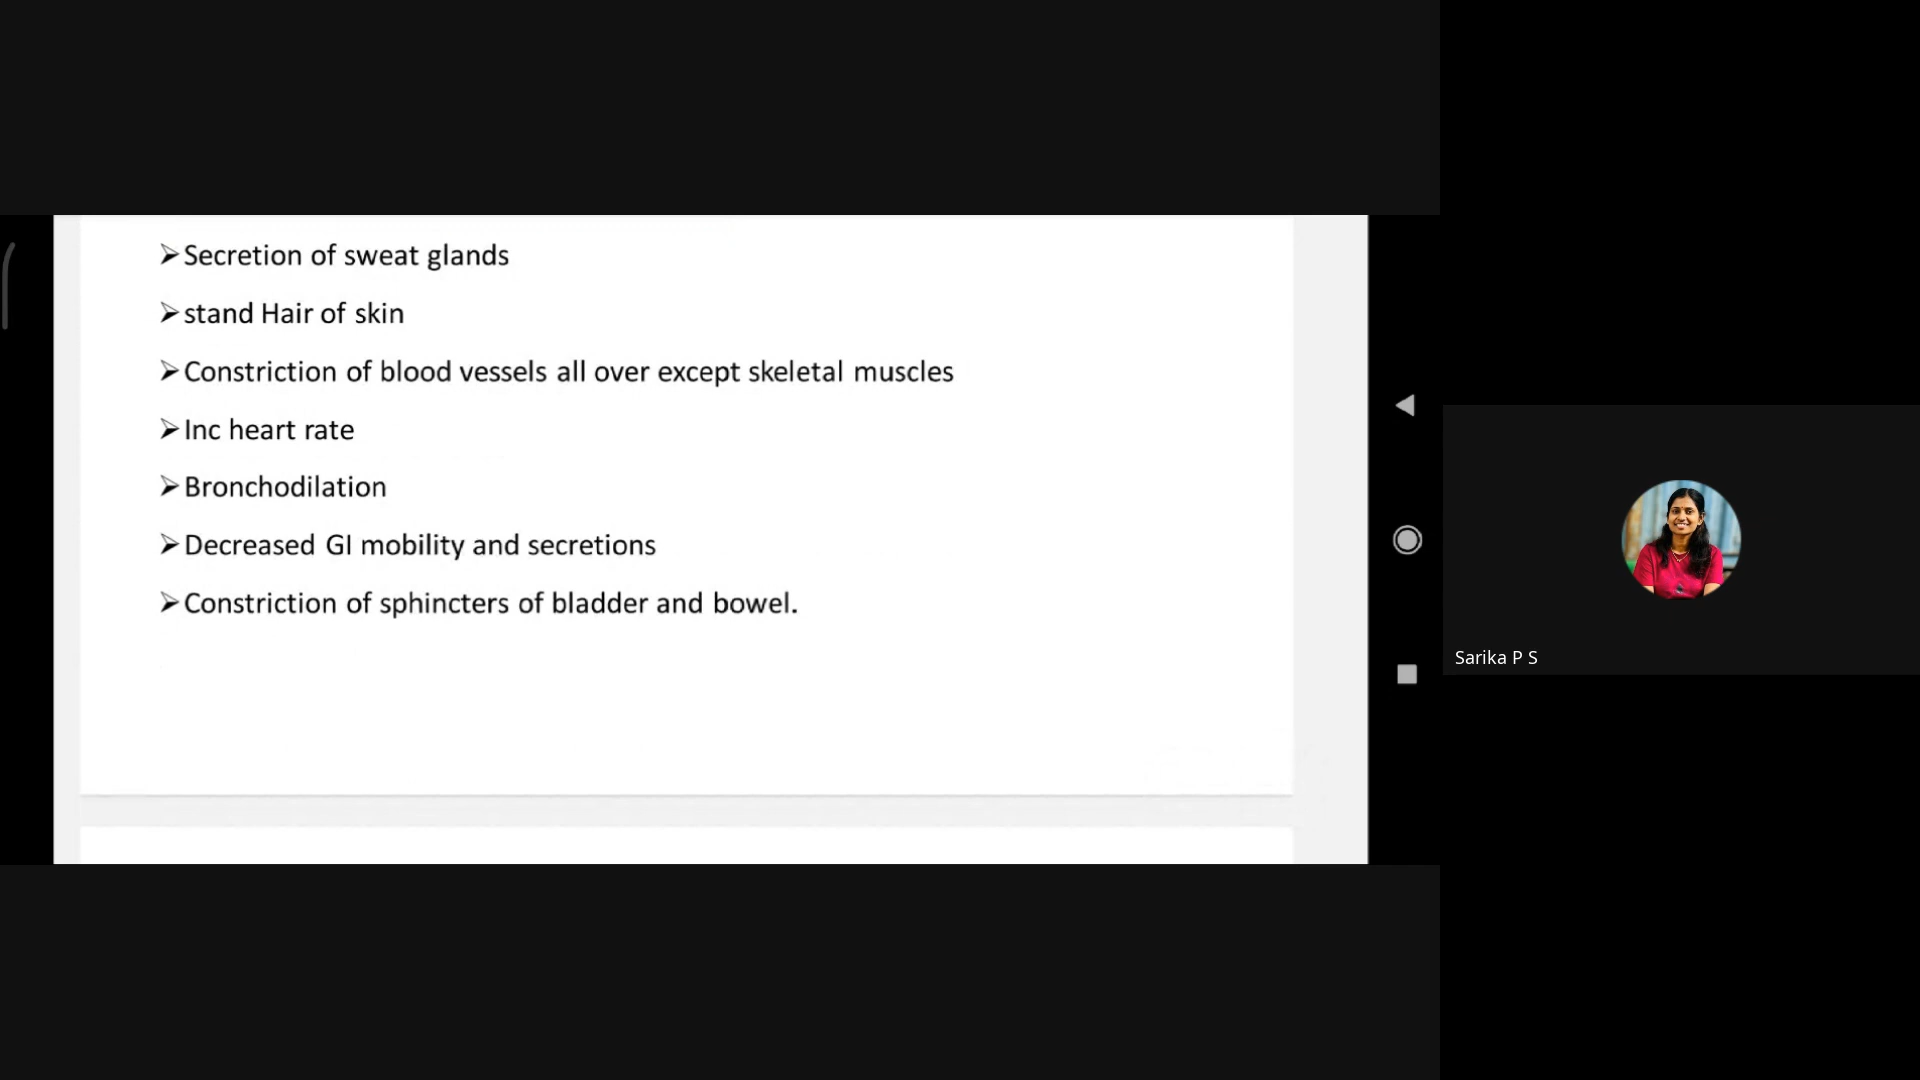 ➢Secretion of sweat glands
➢stand Hair of skin
➢Constriction of blood vessels all over except skeletal muscles
➢Inc heart rate
➢Bronchodilation
➢Decreased GI mobility and secretions
➢Constriction of sphincters of bladder and bowel.
Sarika P S